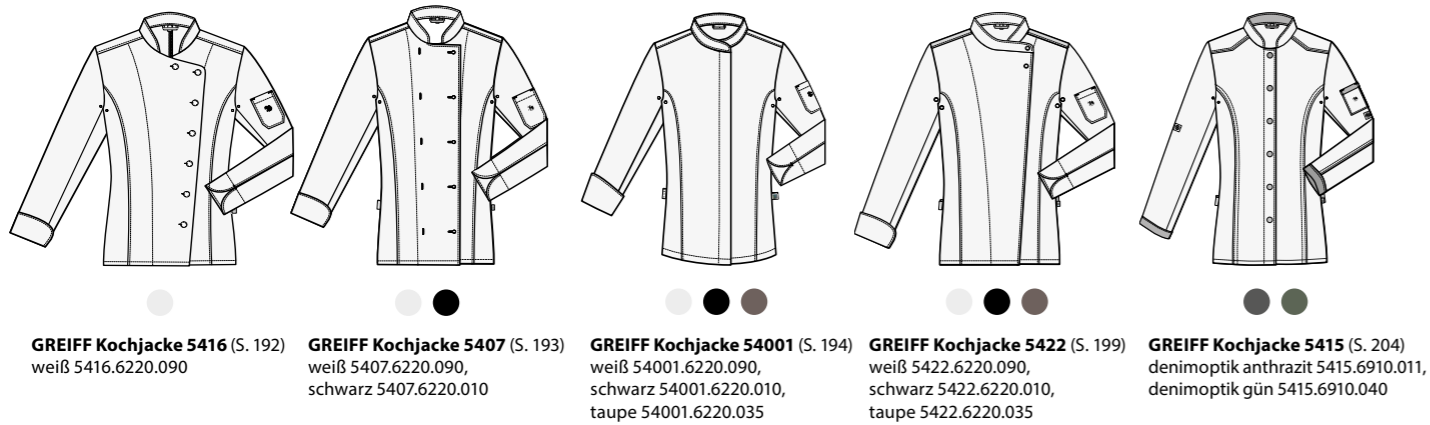 GREIFF Kochjacke 5416 (S. 192)
weiß 5416.6220.090
GREIFF Kochjacke 5407 (S. 193)
weiß 5407.6220.090,
schwarz 5407.6220.010
GREIFF Kochjacke 54001 (S. 194)
weiß 54001.6220.090,
schwarz 54001.6220.010,
taupe 54001.6220.035
GREIFF Kochjacke 5422 (S. 199)
weiß 5422.6220.090,
schwarz 5422.6220.010,
taupe 5422.6220.035
GREIFF Kochjacke 5415 (S. 204)
denimoptik anthrazit 5415.6910.011,
denimoptik gün 5415.6910.040